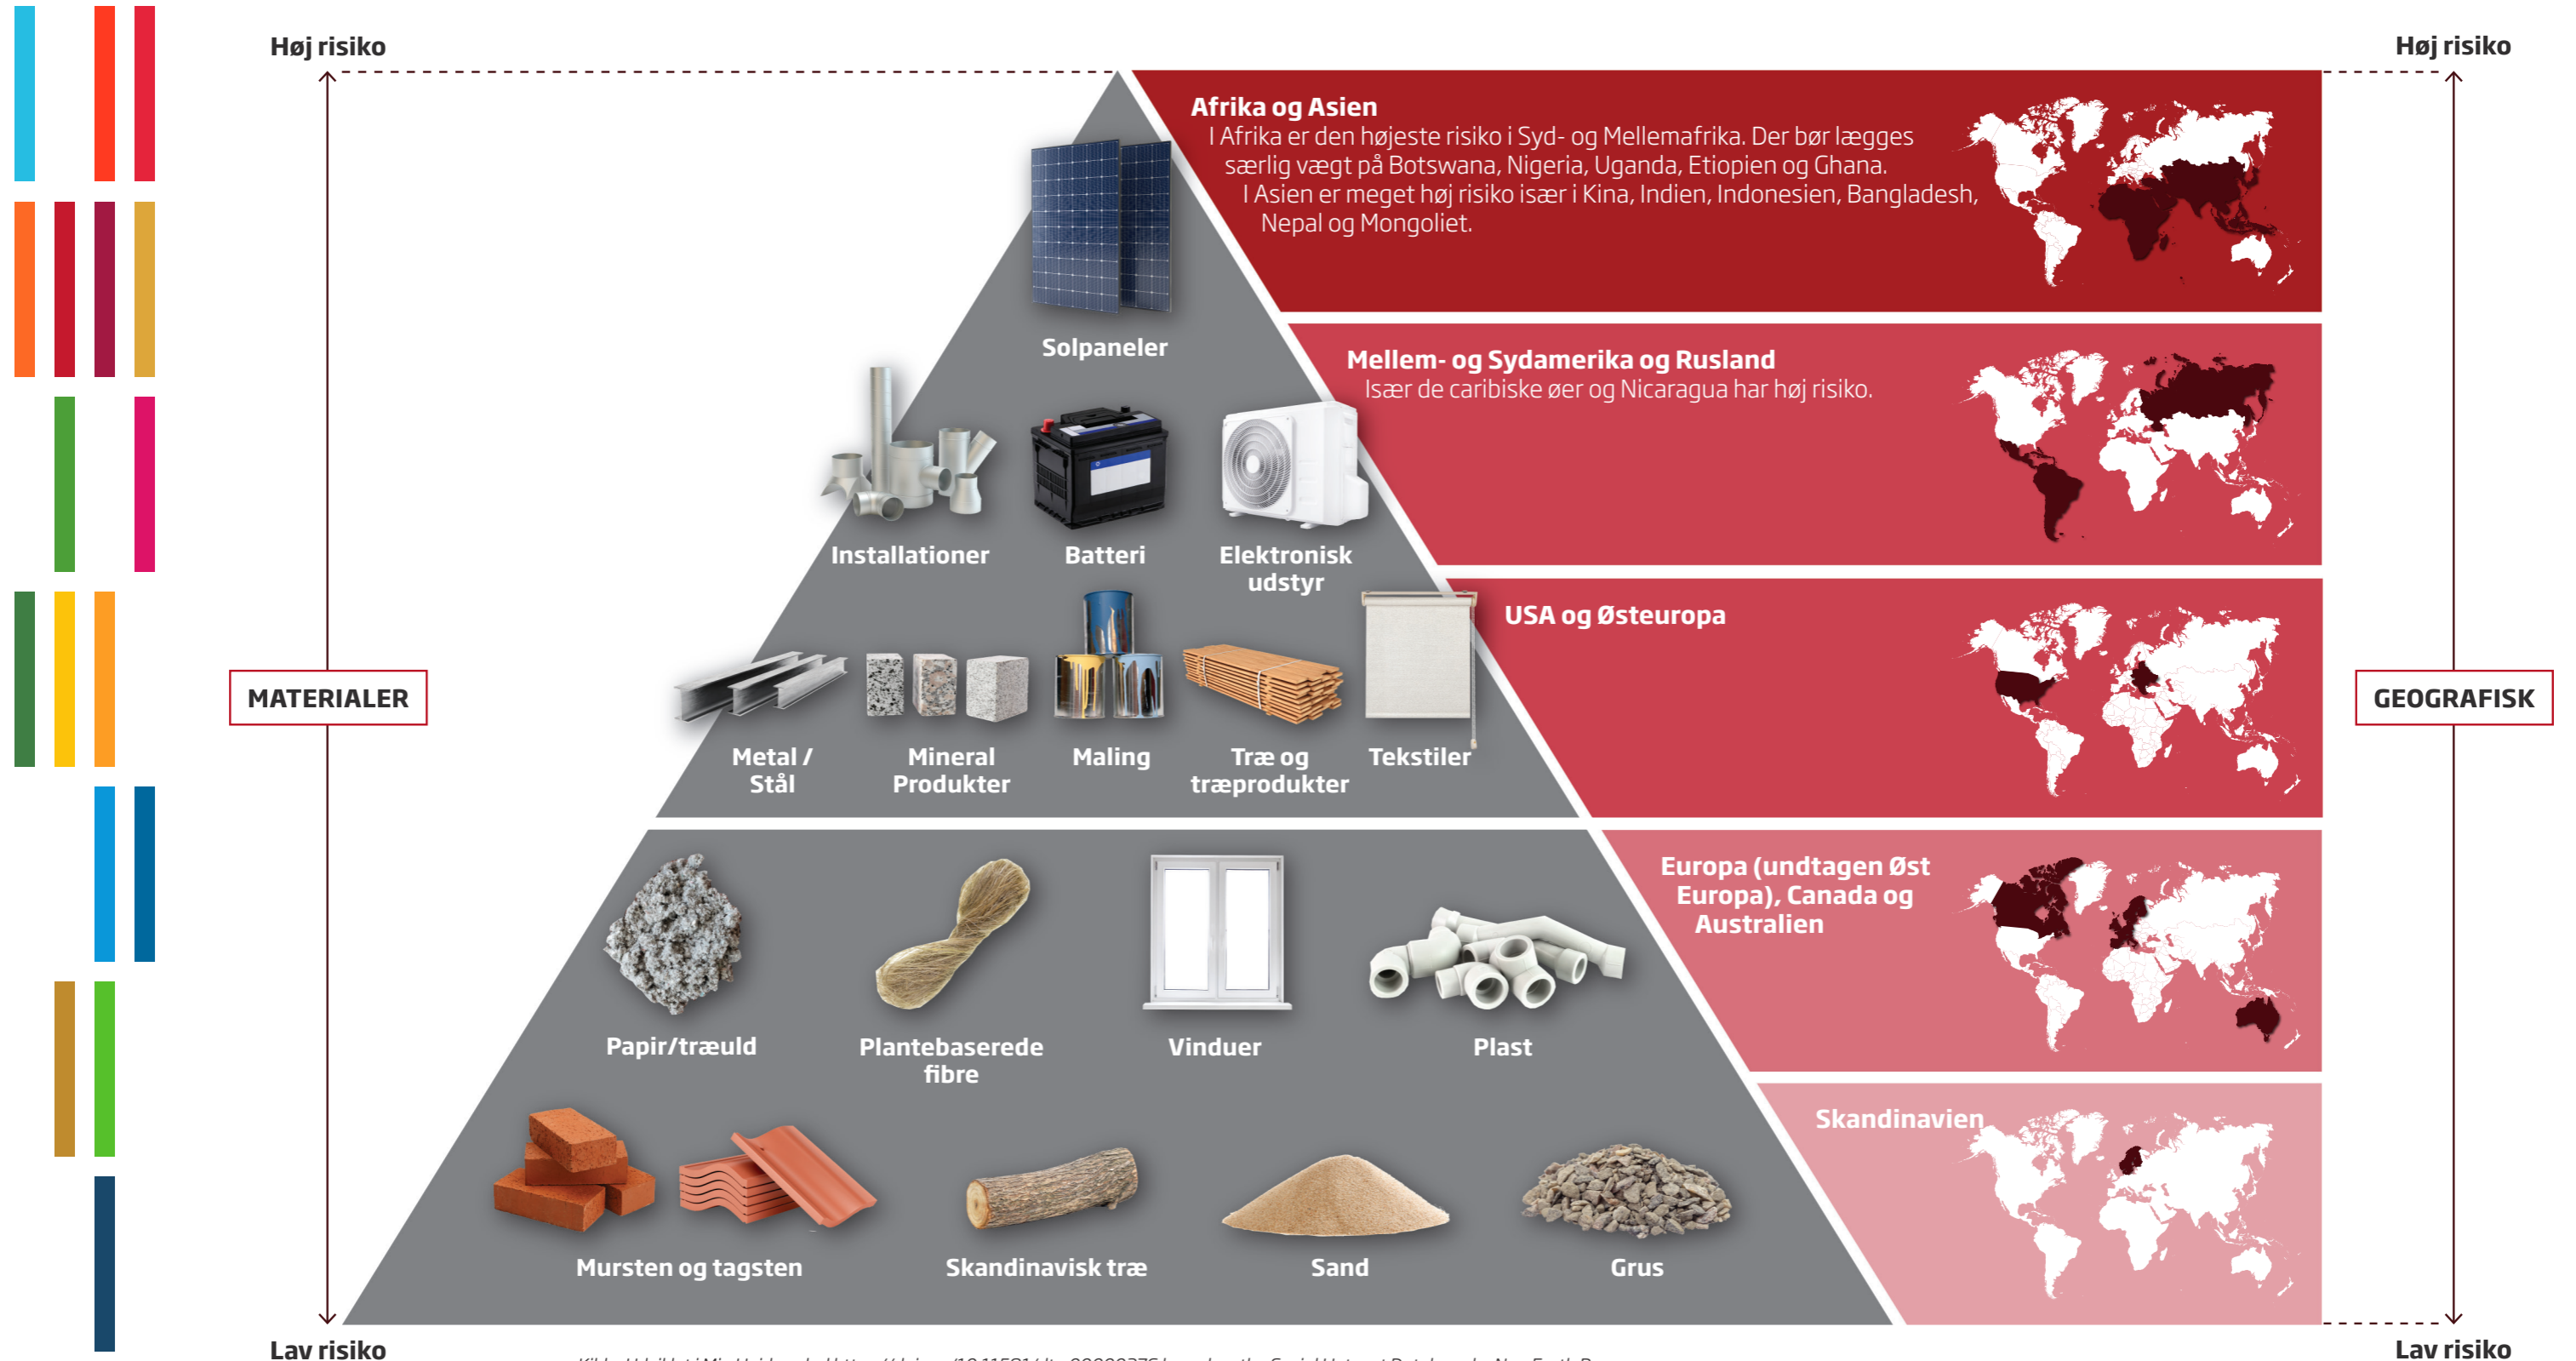 Høj risiko
Høj risiko
Afrika og Asien
I Afrika er den højeste risiko i Syd- og Mellemafrika. Der bør lægges
særlig vægt på Botswana, Nigeria, Uganda, Etiopien og Ghana.
I Asien er meget høj risiko især i Kina, Indien, Indonesien, Bangladesh,
Nepal og Mongoliet.
Solpaneler
Mellem- og Sydamerika og Rusland
Især de caribiske øer og Nicaragua har høj risiko.
Installationer
Batteri
Elektronisk
udstyr
USA og Østeuropa
MATERIALER
GEOGRAFISK
Metal /
Stål
Mineral
Produkter
Maling
Træ og
træprodukter
Tekstiler
Europa (undtagen Øst
Europa), Canada og
Australien
Papir/træuld
Plantebaserede
fibre
Vinduer
Plast
Skandinavien
Mursten og tagsten
Skandinavisk træ
Sand
Grus
Lav risiko
Lav risiko